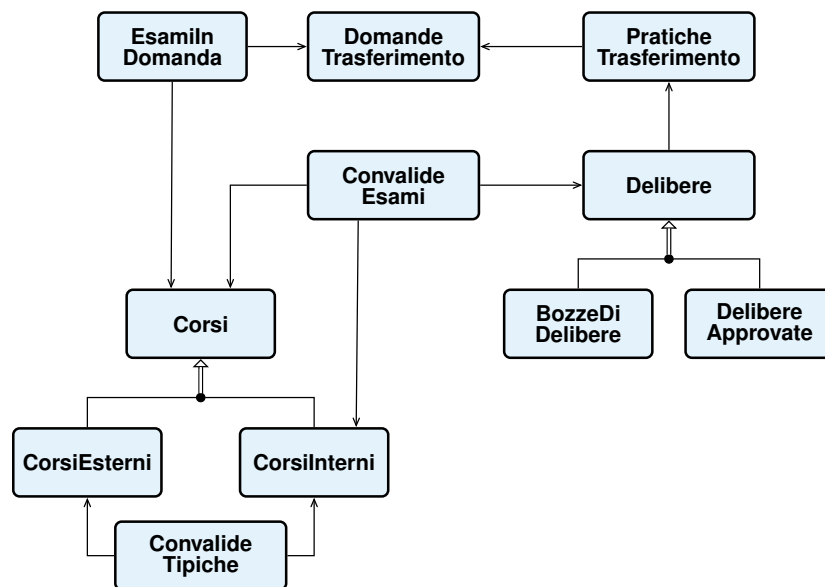 EsamiIn
Domanda
Domande
Trasferimento
Pratiche
Trasferimento
Convalide
Esami
Delibere
Corsi
BozzeDi
Delibere
Delibere
Approvate
CorsiEsterni
CorsiInterni
Convalide
Tipiche